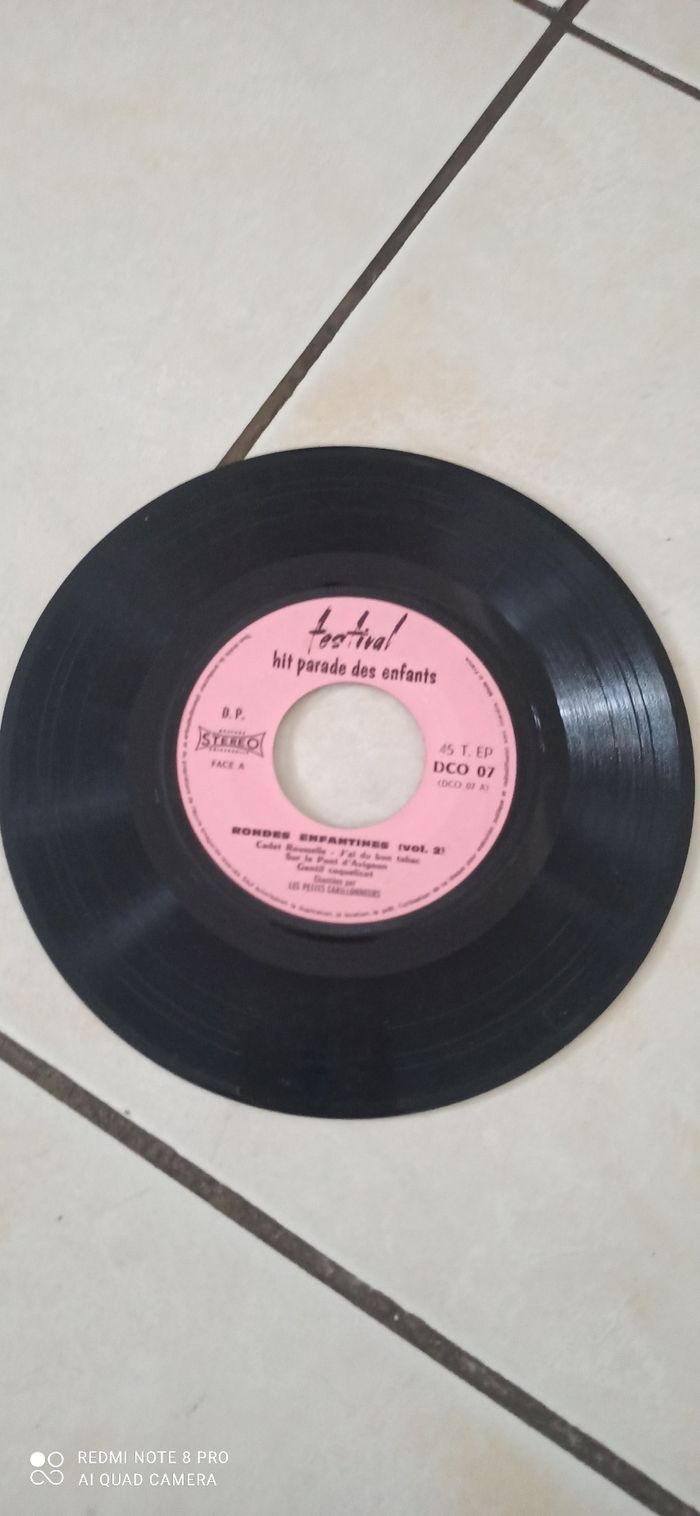 festival
hit parade des enfants
D. P.
STEREO
FACE A
45 T. EP
DCO 07
(DCO 07 A)
RONDES ENFANTINES (vol. 2)
Cadet Rousselle - J'ai du bon tabac
Sur le Pont d'Avignon
Gentil coquelicot
Chantées par
LES PETITS CARILLONNEURS
REDMI NOTE 8 PRO
AI QUAD CAMERA